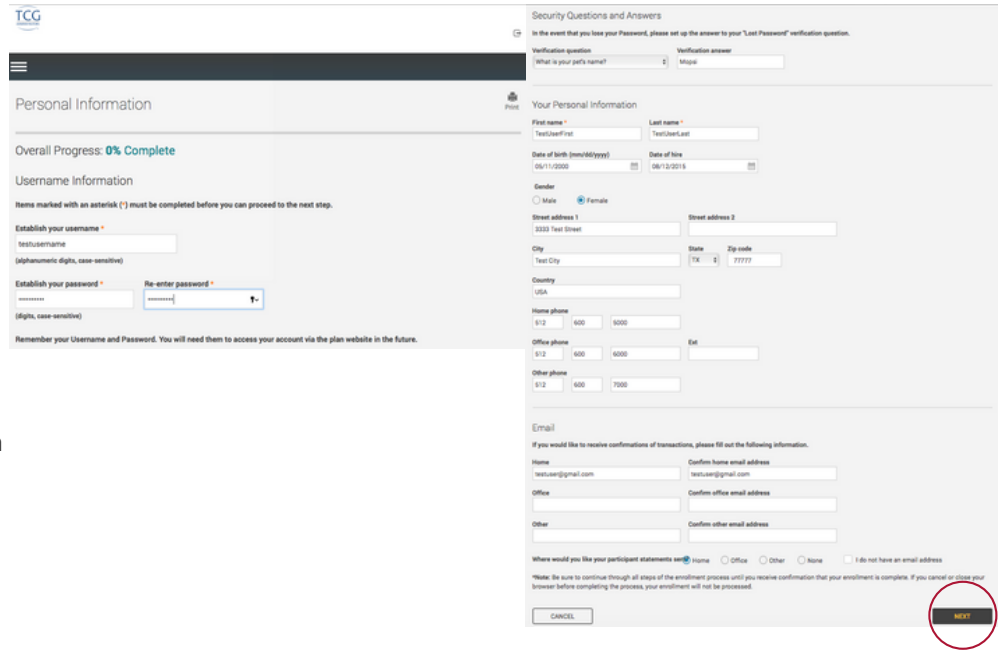 TCG
Print
Personal Information
Overall Progress: 0% Complete
Username Information
Items marked with an asterisk (*) must be completed before you can proceed to the next step.
Establish your username *
testusername
(alphanumeric digits, case-sensitive)
Establish your password * Re-enter password *
(digits, case-sensitive)
Remember your Username and Password. You will need them to access your account via the plan website in the future.
Security Questions and Answers
In the event that you lose your Password, please set up the answer to your "Lost Password" verification question.
Verification question Verification answer
What is your pet's name? Mopsi
Your Personal Information
First name * Last name *
TestUserFirst TestUserLast
Date of birth (mm/dd/yyyy) Date of hire
05/11/2000 08/12/2015
Gender
Male Female
Street address 1 Street address 2
3333 Test Street
City State Zip code
Test City TX 77777
Country
USA
Home phone
512 600 5000
Office phone Ext
512 600 6000
Other phone
512 600 7000
Email
If you would like to receive confirmations of transactions, please fill out the following information.
Home Confirm home email address
testuser@gmail.com testuser@gmail.com
Office Confirm office email address
Other Confirm other email address
Where would you like your participant statements sent Home Office Other None I do not have an email address
*Note: Be sure to continue through all steps of the enrollment process until you receive confirmation that your enrollment is complete. If you cancel or close your
browser before completing the process, your enrollment will not be processed.
CANCEL NEXT